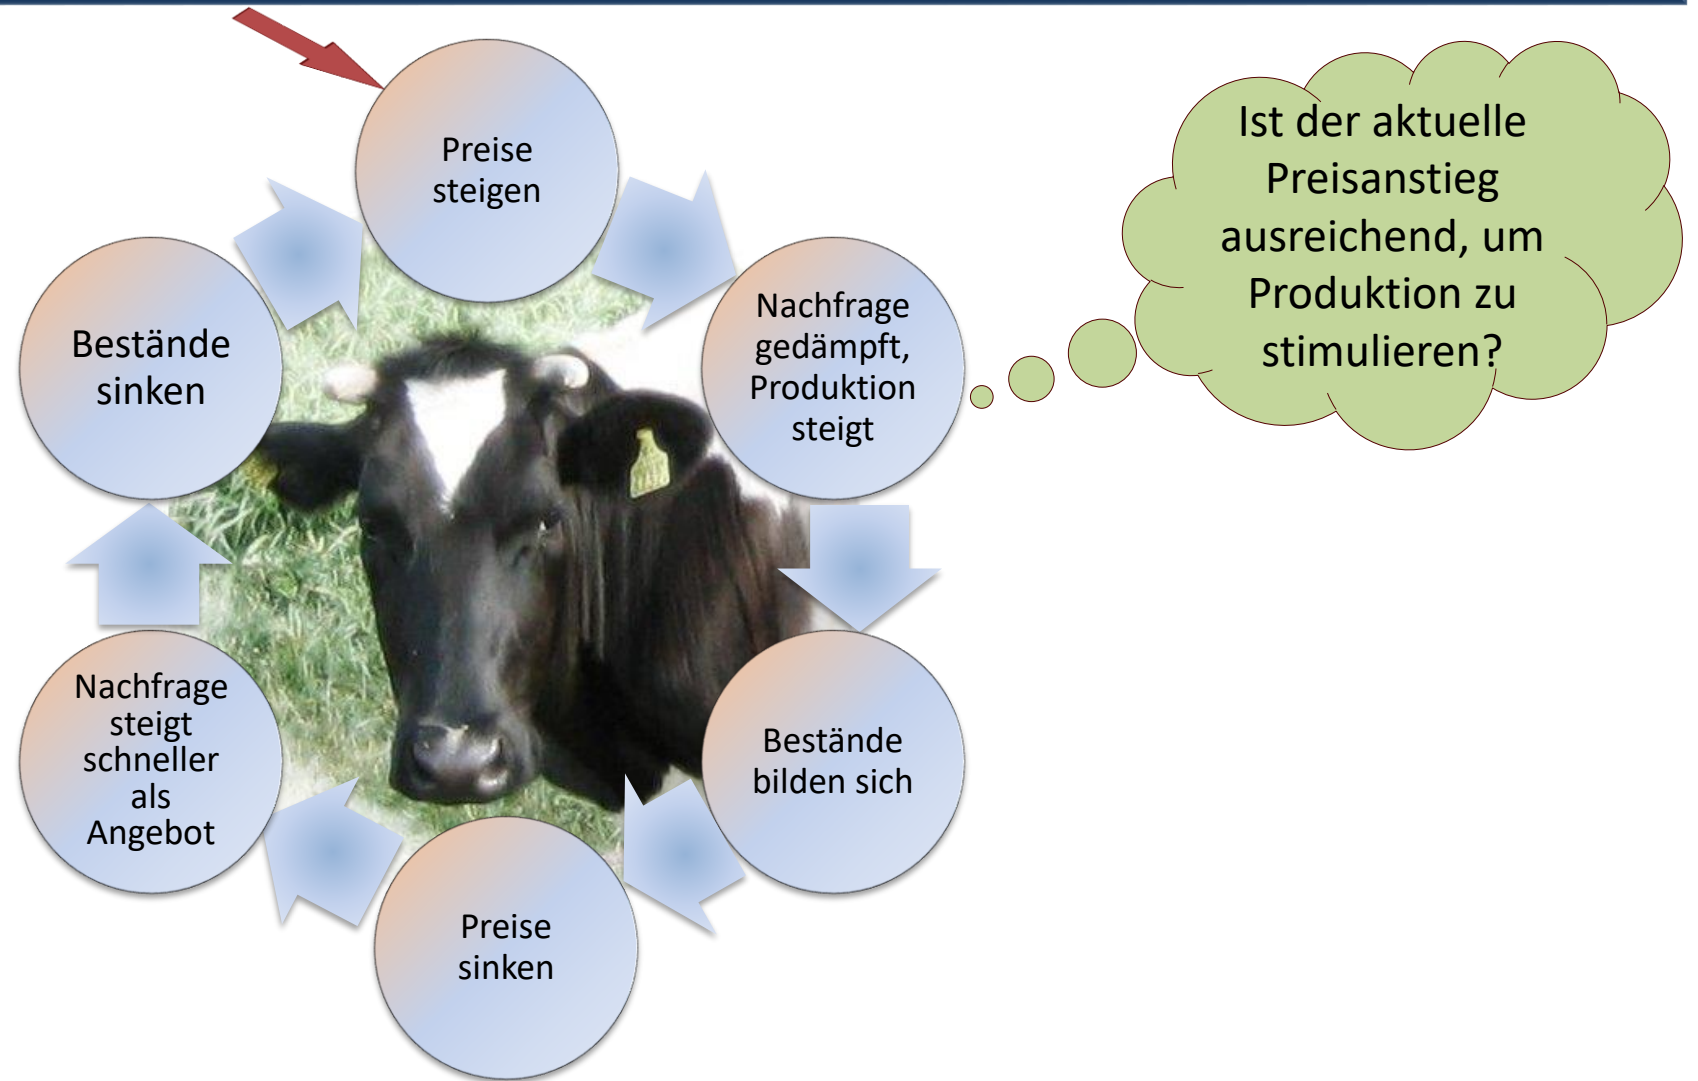 Preise
steigen
Nachfrage
gedämpft,
Produktion
steigt
Bestände
bilden sich
Preise
sinken
Nachfrage
steigt
schneller
als
Angebot
Bestände
sinken
Ist der aktuelle
Preisanstieg
ausreichend, um
Produktion zu
stimulieren?